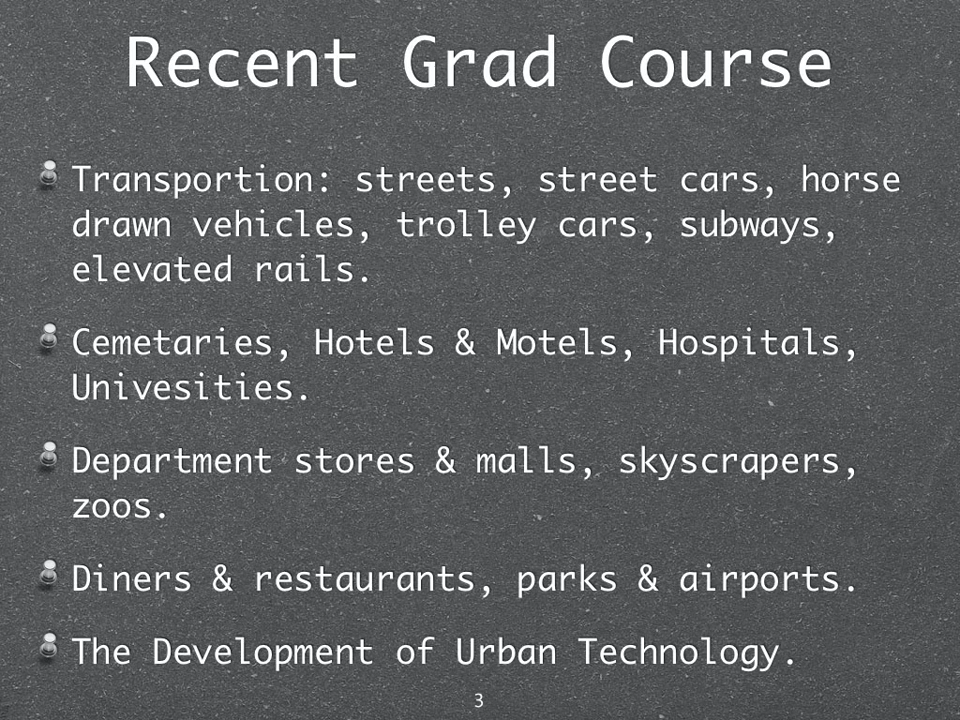 Recent Grad Course
Transportion: streets, street cars, horse
drawn vehicles, trolley cars, subways,
elevated rails.
Cemetaries, Hotels & Motels, Hospitals,
Univesities.
Department stores & malls, skyscrapers,
zoos.
Diners & restaurants, parks & airports.
The Development of Urban Technology.
3